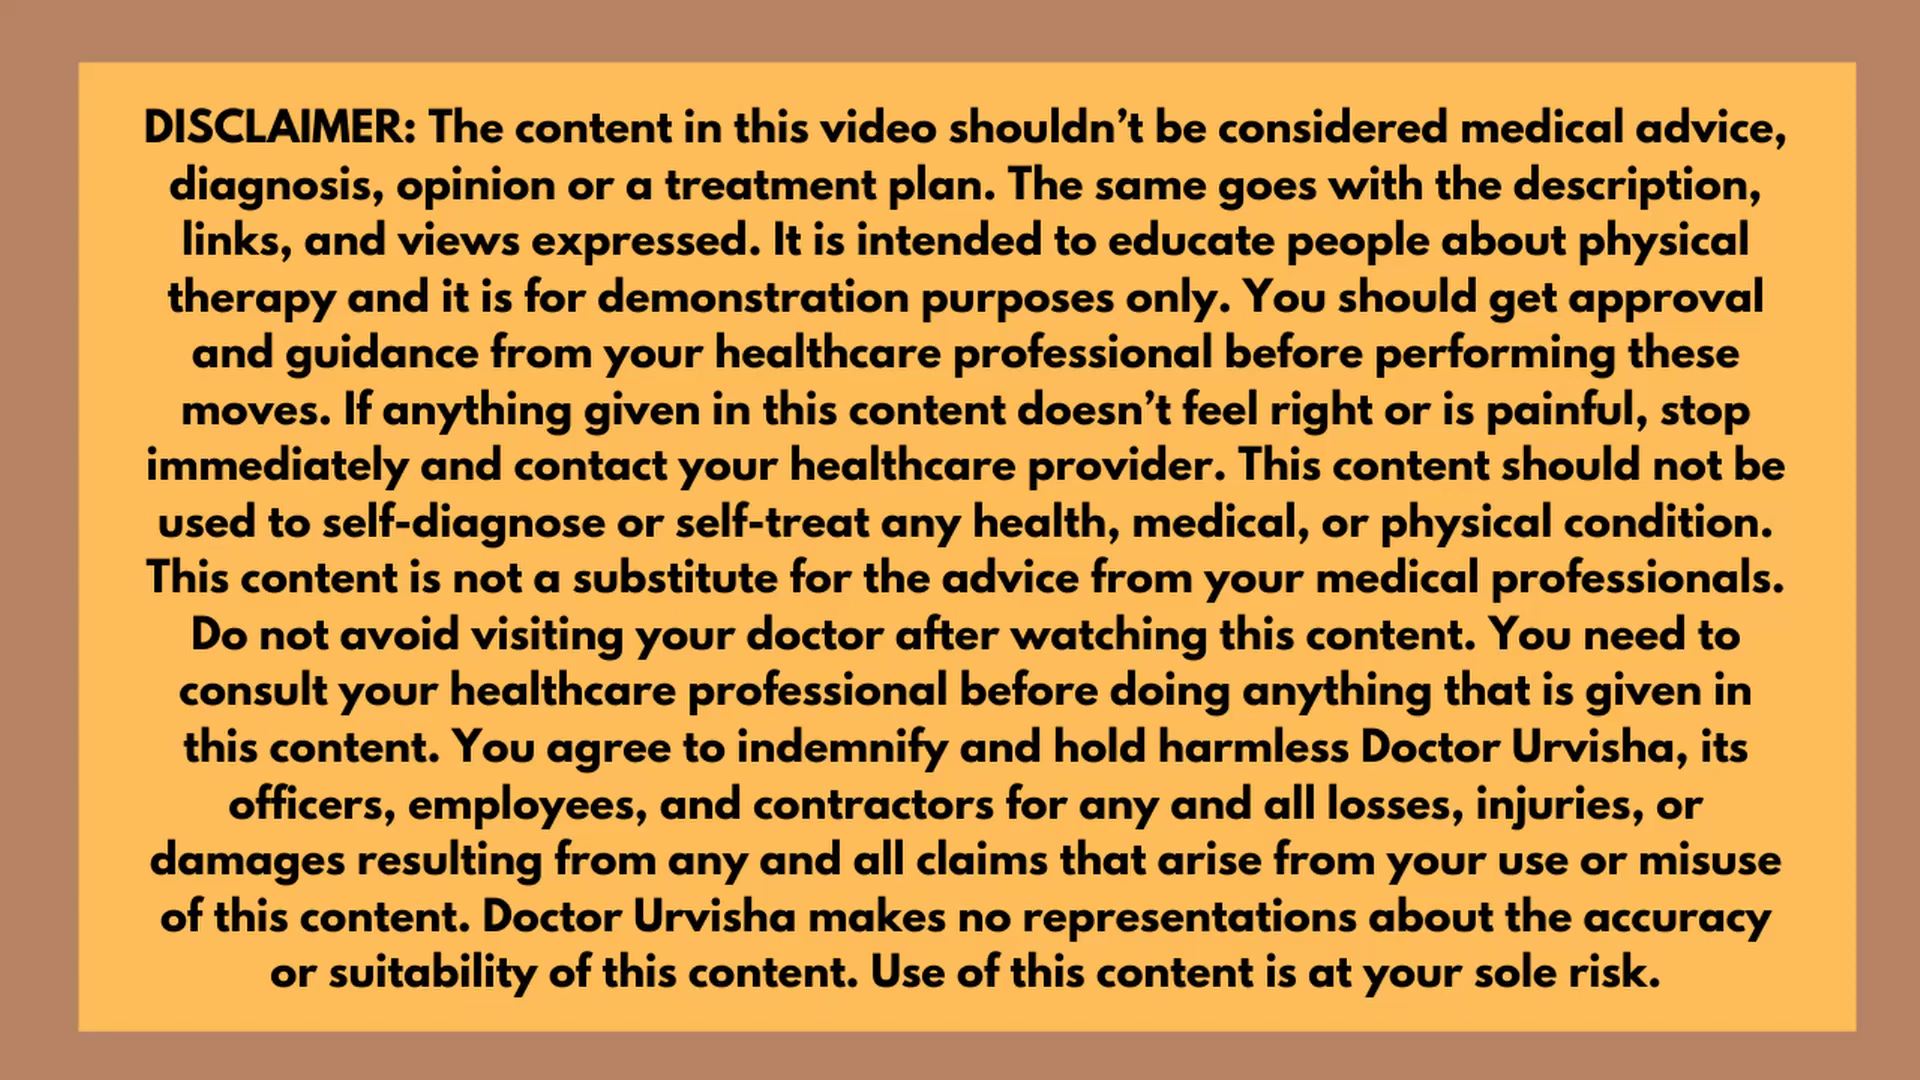 DISCLAIMER: The content in this video shouldn’t be considered medical advice,
diagnosis, opinion or a treatment plan. The same goes with the description,
links, and views expressed. It is intended to educate people about physical
therapy and it is for demonstration purposes only. You should get approval
and guidance from your healthcare professional before performing these
moves. If anything given in this content doesn’t feel right or is painful, stop
immediately and contact your healthcare provider. This content should not be
used to self-diagnose or self-treat any health, medical, or physical condition.
This content is not a substitute for the advice from your medical professionals.
Do not avoid visiting your doctor after watching this content. You need to
consult your healthcare professional before doing anything that is given in
this content. You agree to indemnify and hold harmless Doctor Urvisha, its
officers, employees, and contractors for any and all losses, injuries, or
damages resulting from any and all claims that arise from your use or misuse
of this content. Doctor Urvisha makes no representations about the accuracy
or suitability of this content. Use of this content is at your sole risk.